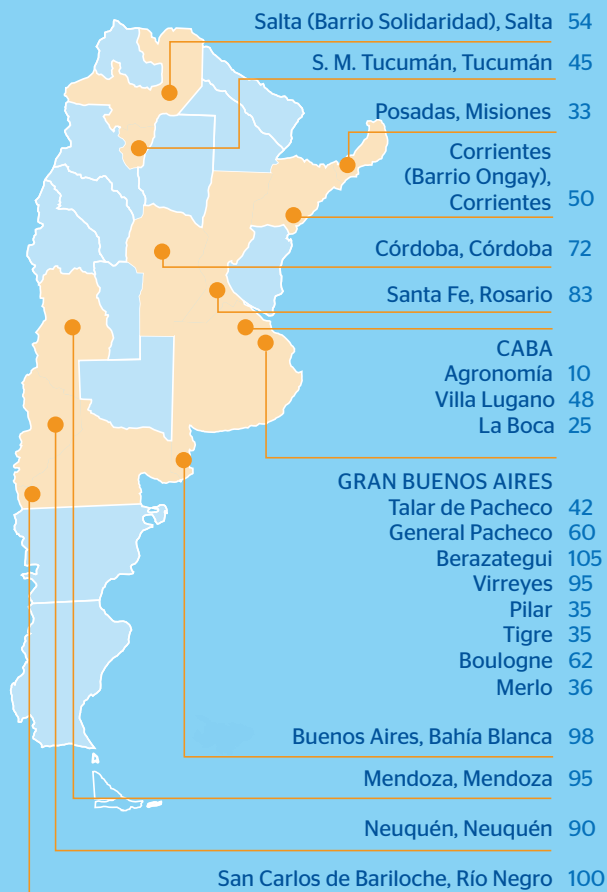 Salta (Barrio Solidaridad), Salta 54
S. M. Tucumán, Tucumán 45
Posadas, Misiones 33
Corrientes
(Barrio Ongay),
Corrientes 50
Córdoba, Córdoba 72
Santa Fe, Rosario 83
CABA
Agronomía 10
Villa Lugano 48
La Boca 25
GRAN BUENOS AIRES
Talar de Pacheco 42
General Pacheco 60
Berazategui 105
Virreyes 95
Pilar 35
Tigre 35
Boulogne 62
Merlo 36
Buenos Aires, Bahía Blanca 98
Mendoza, Mendoza 95
Neuquén, Neuquén 90
San Carlos de Bariloche, Río Negro 100